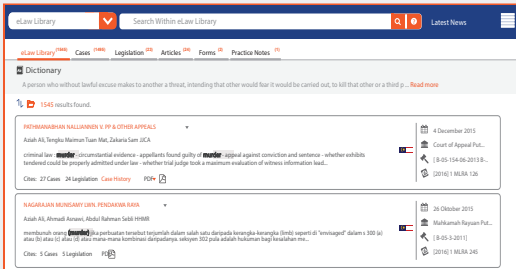 eLaw Library Search Within eLaw Library Latest News
eLaw Library Cases Legislation (23) Articles Forms Practice Notes (1)
Dictionary
A person who without lawful excuse makes to another a threat, intending that other would fear it would be carried out, to kill that other or a third p ... Read more
1545 results found.
PATHMANABHAN NALLIANNEN V. PP & OTHER APPEALS
Aziah Ali, Tengku Maimun Tuan Mat, Zakaria Sam JJCA
criminal law : murder - circumstantial evidence - appellants found guilty of murder - appeal against conviction and sentence - whether exhibits
tendered could be properly admitted under law - whether trial judge took a maximum evaluation of witness information lead...
Cites: 27 Cases 24 Legislation Case History PDF
4 December 2015
Court of Appeal Put...
[ B-05-154-06-2013 B-...
[2016] 1 MLRA 126
NAGARAJAN MUNISAMY LWN. PENDAKWA RAYA
Aziah Ali, Ahmadi Asnawi, Abdul Rahman Sebli HHMR
membunuh orang (murder) jika perbuatan tersebut terjumlah dalam salah satu daripada kerangka-kerangka (limb) seperti di "envisaged" dalam s 300 (a)
atau (b) atau (c) atau (d) atau mana-mana kombinasi daripadanya. seksyen 302 pula adalah hukuman bagi kesalahan me...
Cites: 5 Cases 5 Legislation PDF
26 Oktober 2015
Mahkamah Rayuan Put...
[ B-05-3-2011]
[2016] 1 MLRA 245